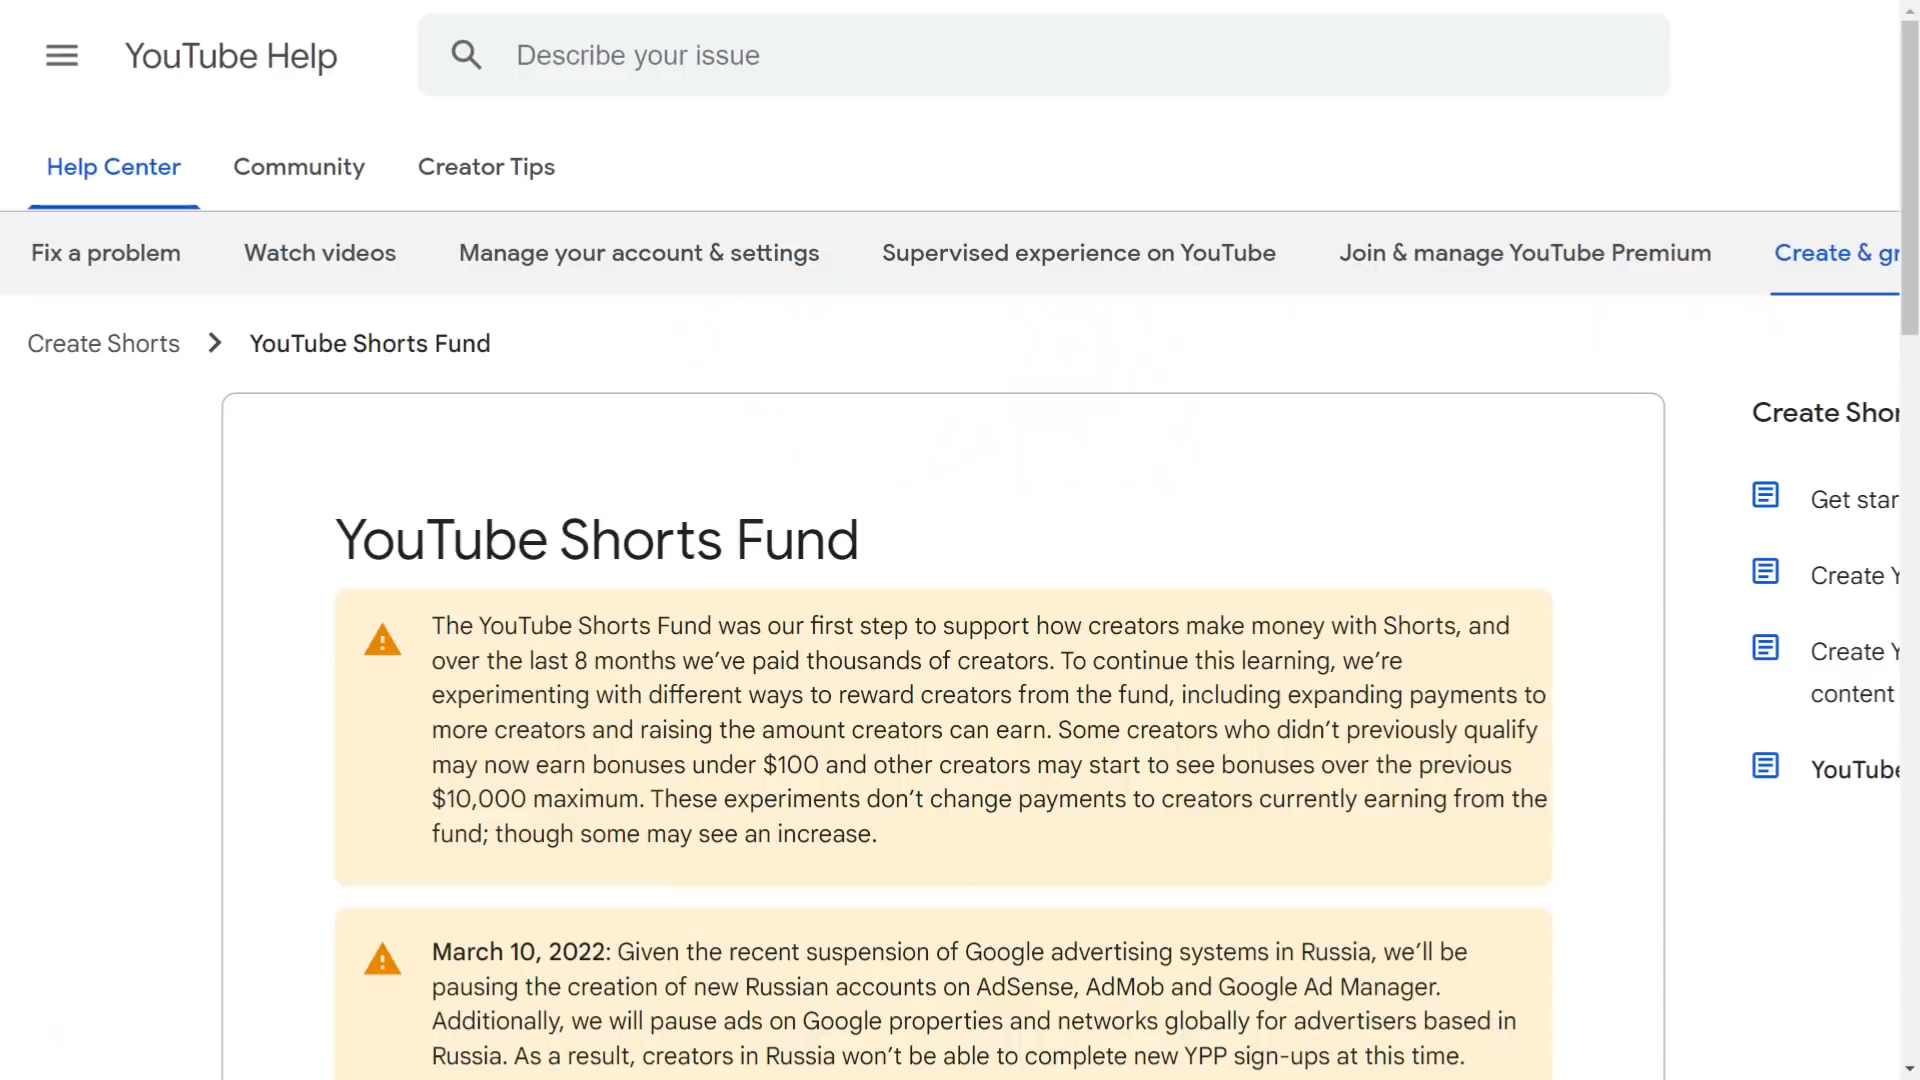 YouTube Help
Describe your issue
Help Center
Community
Creator Tips
Fix a problem
Watch videos
Manage your account & settings
Supervised experience on YouTube
Join & manage YouTube Premium
Create & gr
Create Shorts
YouTube Shorts Fund
YouTube Shorts Fund
The YouTube Shorts Fund was our first step to support how creators make money with Shorts, and
over the last 8 months we’ve paid thousands of creators. To continue this learning, we’re
experimenting with different ways to reward creators from the fund, including expanding payments to
more creators and raising the amount creators can earn. Some creators who didn’t previously qualify
may now earn bonuses under $100 and other creators may start to see bonuses over the previous
$10,000 maximum. These experiments don’t change payments to creators currently earning from the
fund; though some may see an increase.
March 10, 2022: Given the recent suspension of Google advertising systems in Russia, we’ll be
pausing the creation of new Russian accounts on AdSense, AdMob and Google Ad Manager.
Additionally, we will pause ads on Google properties and networks globally for advertisers based in
Russia. As a result, creators in Russia won’t be able to complete new YPP sign-ups at this time.
Create Shor
Get star
Create Y
Create Y
content
YouTube